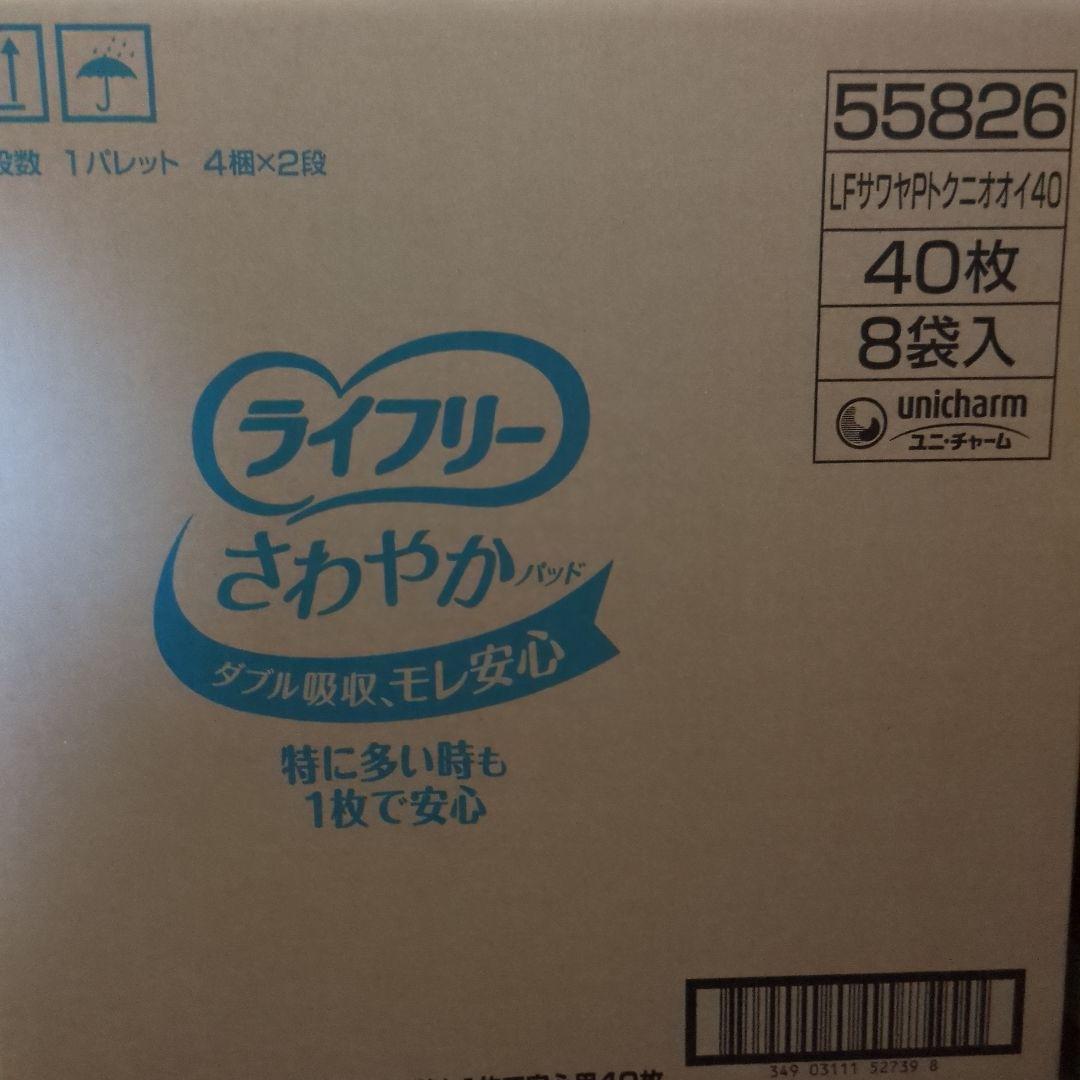 段数 1パレット 4梱×2段
55826
LFサワヤPトクニオオイ40
40枚
8袋入
unicharm
ユニ・チャーム
ライフリー
さわやかパッド
ダブル吸収、モレ安心
特に多い時も
1枚で安心
349 03111 52739 8